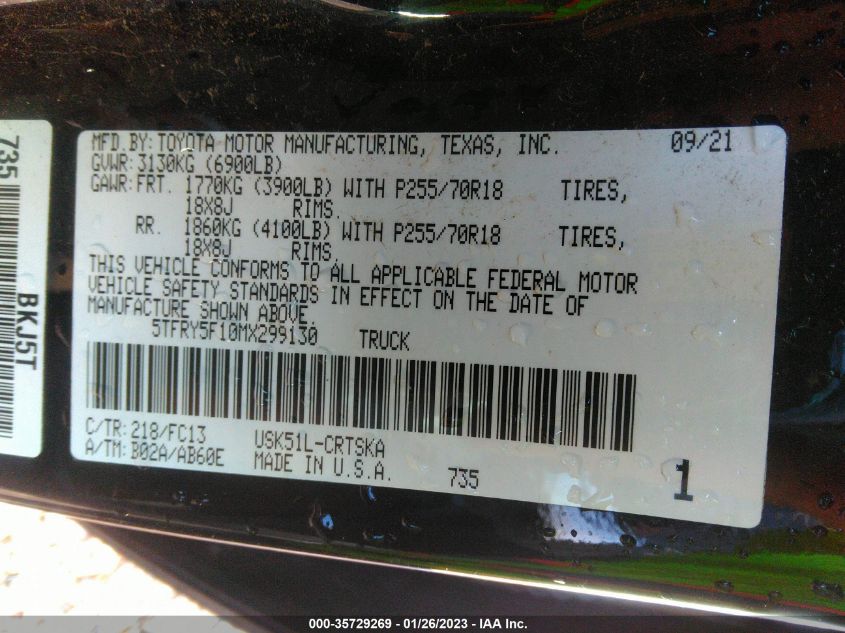 735
BKJ5T
MFD.BY: TOYOTA MOTOR MANUFACTURING, TEXAS, INC. 09/21
GVWR: 3130KG (6900LB)
GAWR: FRT. 1770KG (3900LB) WITH P255/70R18 TIRES,
18X8J RIMS.
RR. 1860KG (4100LB) WITH P255/70R18 TIRES,
18X8J RIMS.
THIS VEHICLE CONFORMS TO ALL APPLICABLE FEDERAL MOTOR
VEHICLE SAFETY STANDARDS IN EFFECT ON THE DATE OF
MANUFACTURE SHOWN ABOVE.
5TFRY5F10MX299130 TRUCK
C/TR: 218/FC13 USK51L-CRTSKA
A/TM: B02A/AB60E MADE IN U.S.A. 735 1
000-35729269 - 01/26/2023 - IAA Inc.